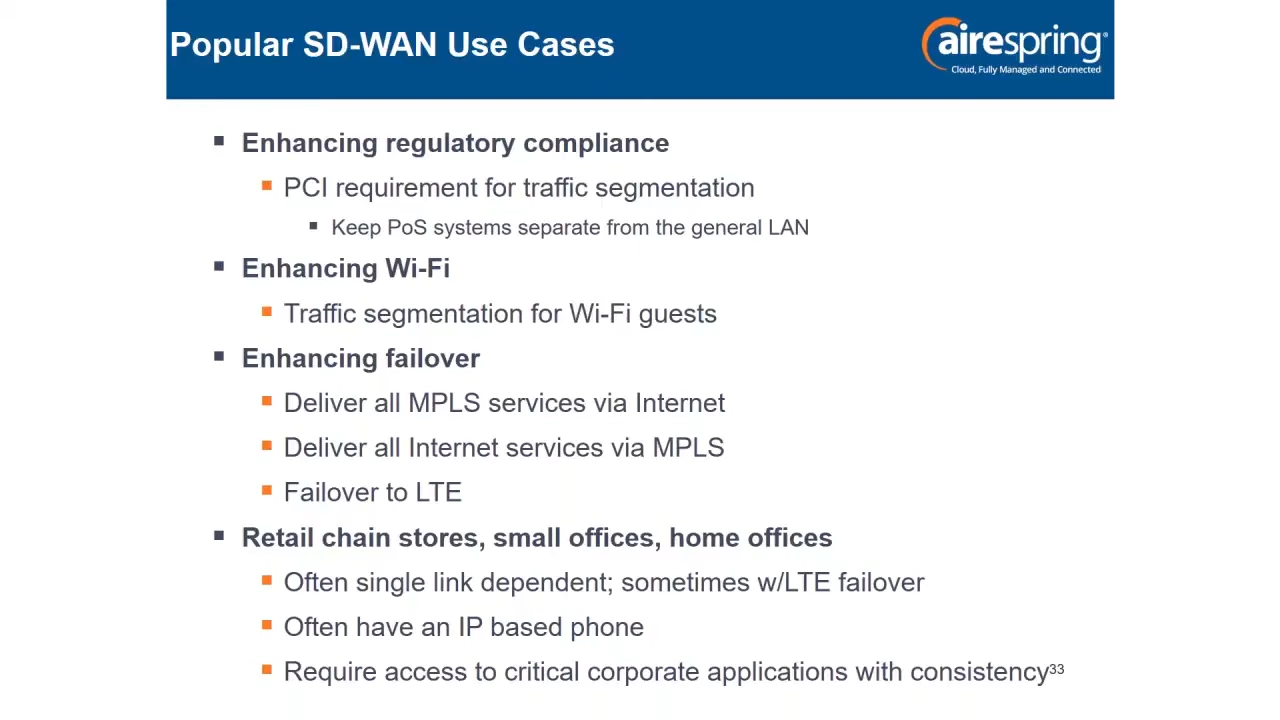 Popular SD-WAN Use Cases
airespring®
Cloud, Fully Managed and Connected
▪ Enhancing regulatory compliance
▪ PCI requirement for traffic segmentation
▪ Keep PoS systems separate from the general LAN
▪ Enhancing Wi-Fi
▪ Traffic segmentation for Wi-Fi guests
▪ Enhancing failover
▪ Deliver all MPLS services via Internet
▪ Deliver all Internet services via MPLS
▪ Failover to LTE
▪ Retail chain stores, small offices, home offices
▪ Often single link dependent; sometimes w/LTE failover
▪ Often have an IP based phone
▪ Require access to critical corporate applications with consistency
33